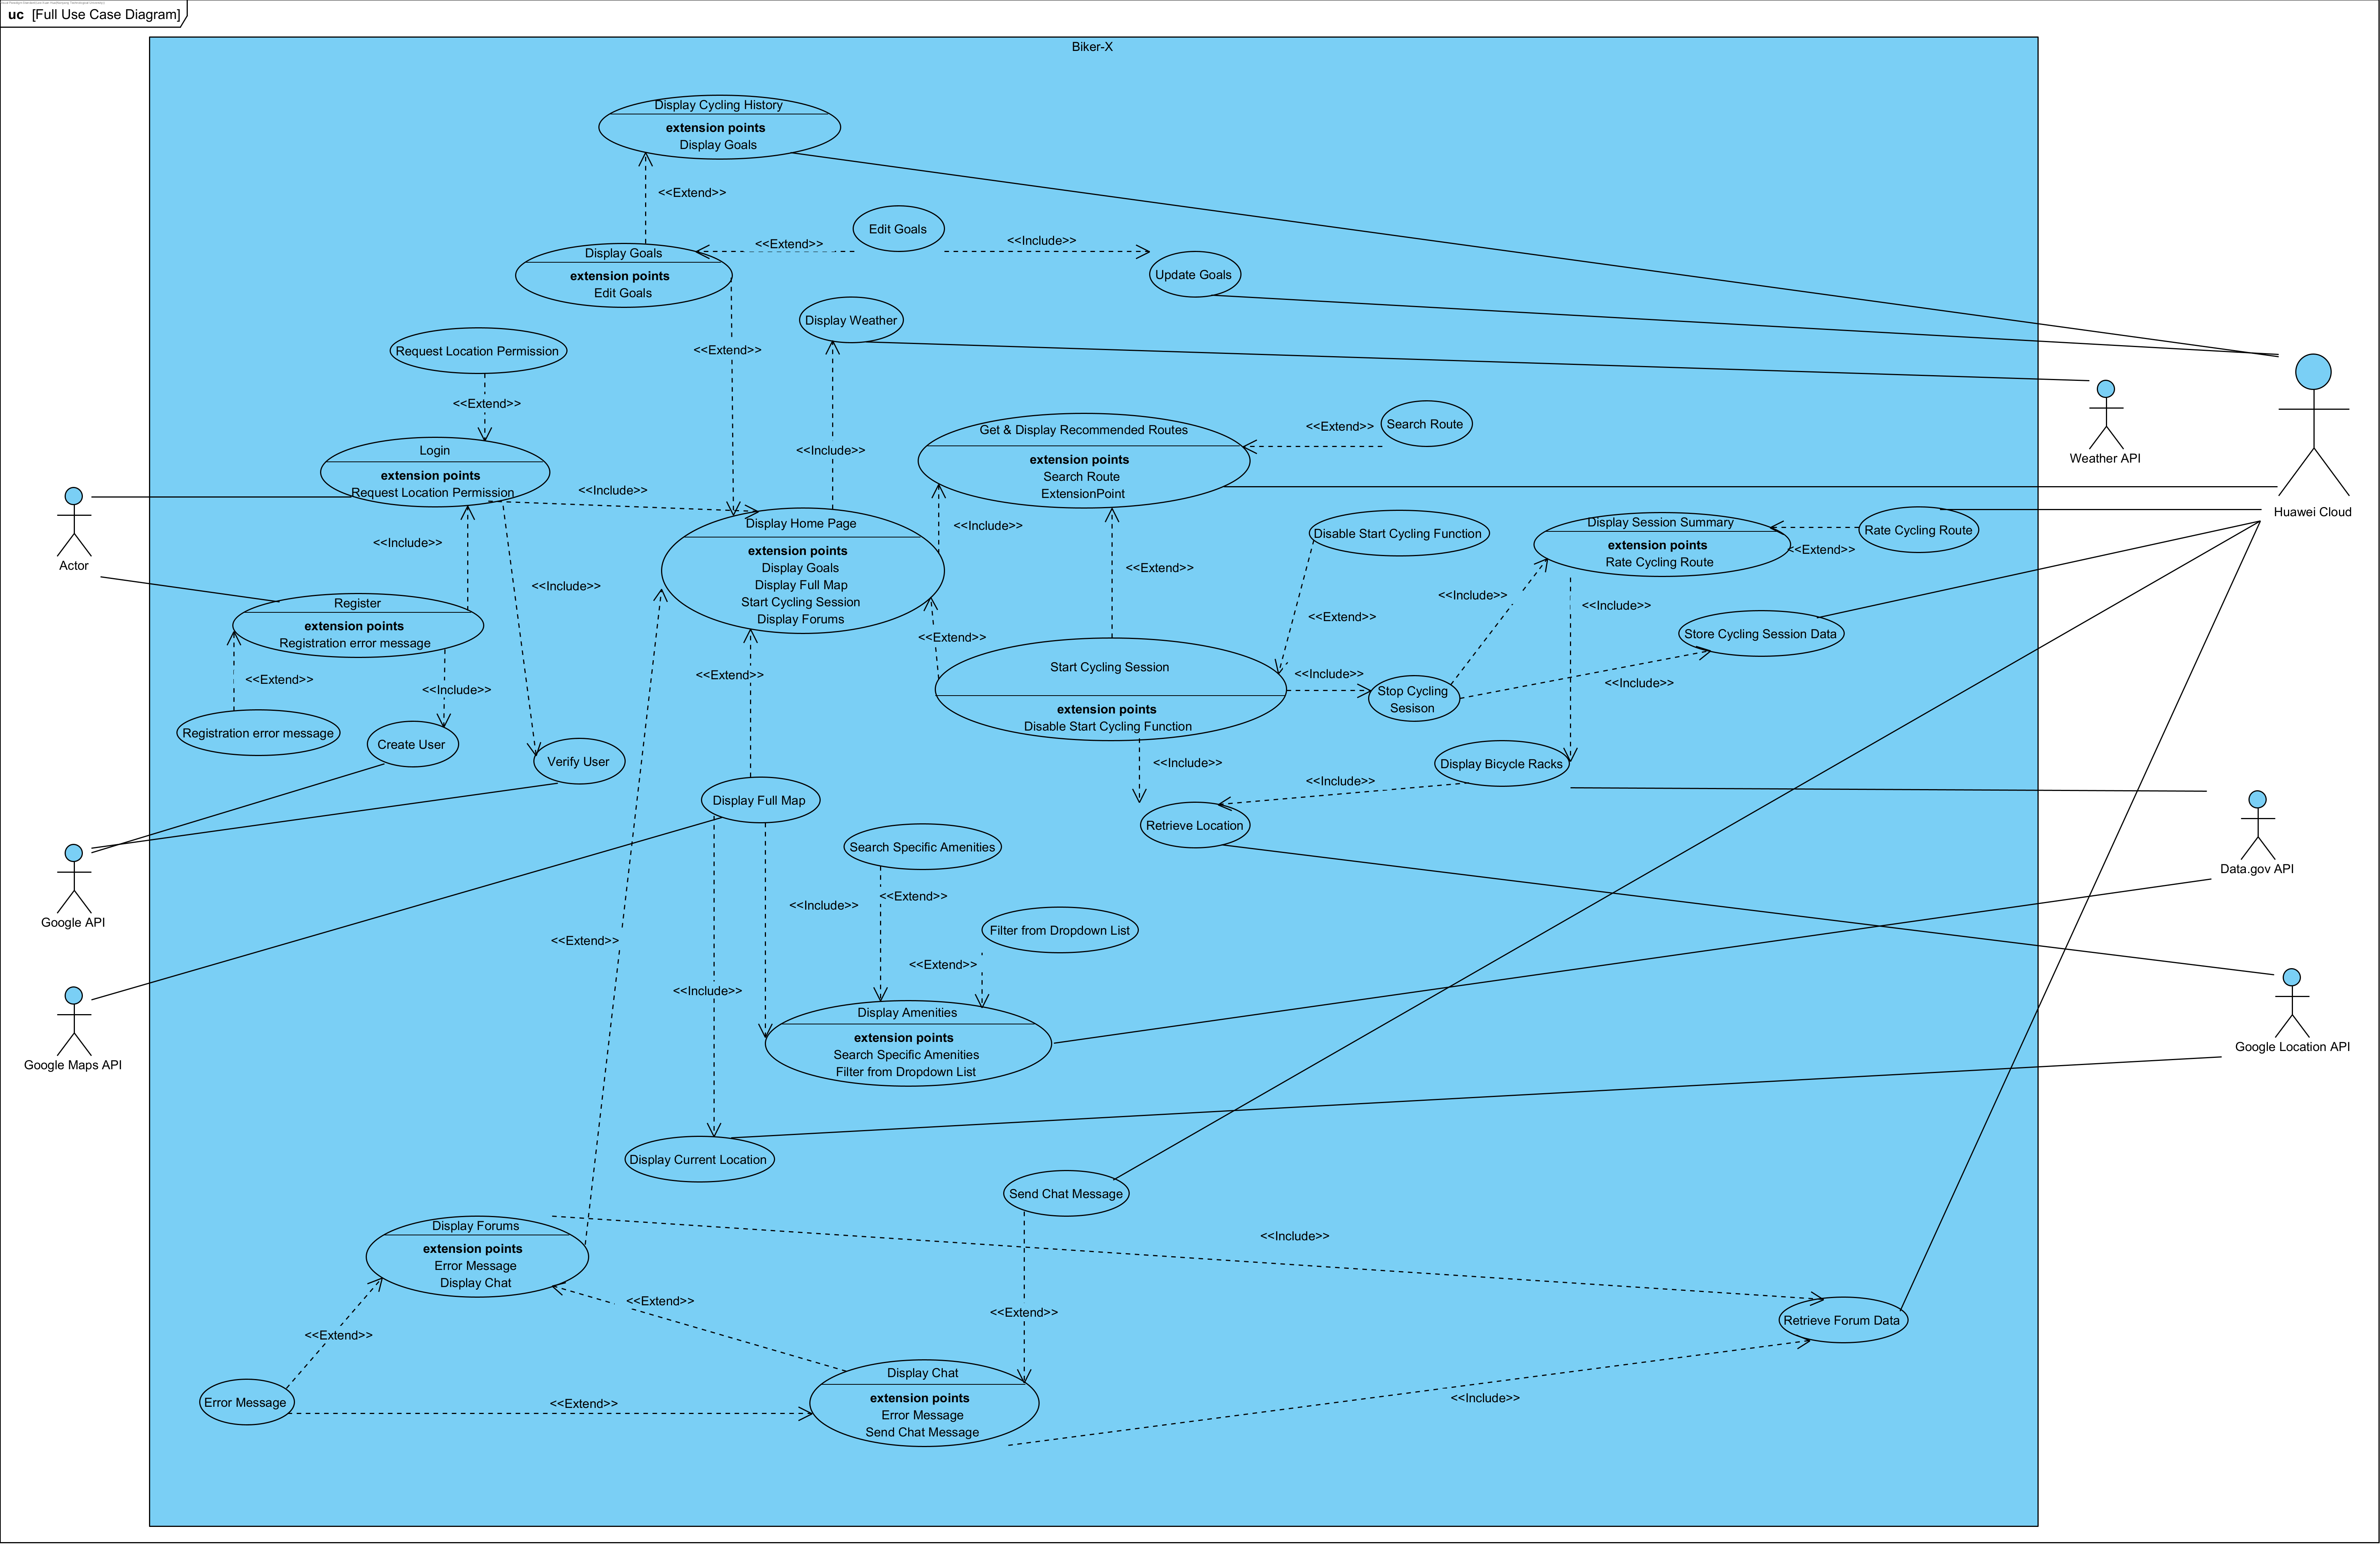 uc [Full Use Case Diagram]
Biker-X
Display Cycling History
extension points
Display Goals
<<Extend>>
Edit Goals
<<Extend>>
<<Include>>
Display Goals
extension points
Edit Goals
Update Goals
Display Weather
<<Extend>>
Request Location Permission
<<Extend>>
Login
extension points
Request Location Permission
<<Include>>
<<Include>>
Get & Display Recommended Routes
extension points
Search Route
ExtensionPoint
<<Extend>>
Search Route
Weather API
Huawei Cloud
Actor
<<Include>>
<<Include>>
Display Home Page
extension points
Display Goals
Display Full Map
Start Cycling Session
Display Forums
<<Include>>
<<Extend>>
Disable Start Cycling Function
Display Session Summary
extension points
Rate Cycling Route
<<Extend>>
Rate Cycling Route
Register
extension points
Registration error message
<<Extend>>
<<Include>>
<<Extend>>
<<Extend>>
<<Extend>>
<<Include>>
<<Include>>
Store Cycling Session Data
Start Cycling Session
extension points
Disable Start Cycling Function
<<Include>>
Stop Cycling
Sesison
<<Include>>
Registration error message
Create User
Verify User
<<Include>>
Display Bicycle Racks
<<Include>>
Display Full Map
Retrieve Location
Search Specific Amenities
Data.gov API
Google API
<<Include>>
<<Extend>>
<<Extend>>
Filter from Dropdown List
<<Extend>>
<<Include>>
Display Amenities
extension points
Search Specific Amenities
Filter from Dropdown List
Google Location API
Google Maps API
Display Current Location
Send Chat Message
Display Forums
extension points
Error Message
Display Chat
<<Include>>
<<Extend>>
<<Extend>>
<<Extend>>
Retrieve Forum Data
Error Message
<<Extend>>
Display Chat
extension points
Error Message
Send Chat Message
<<Include>>